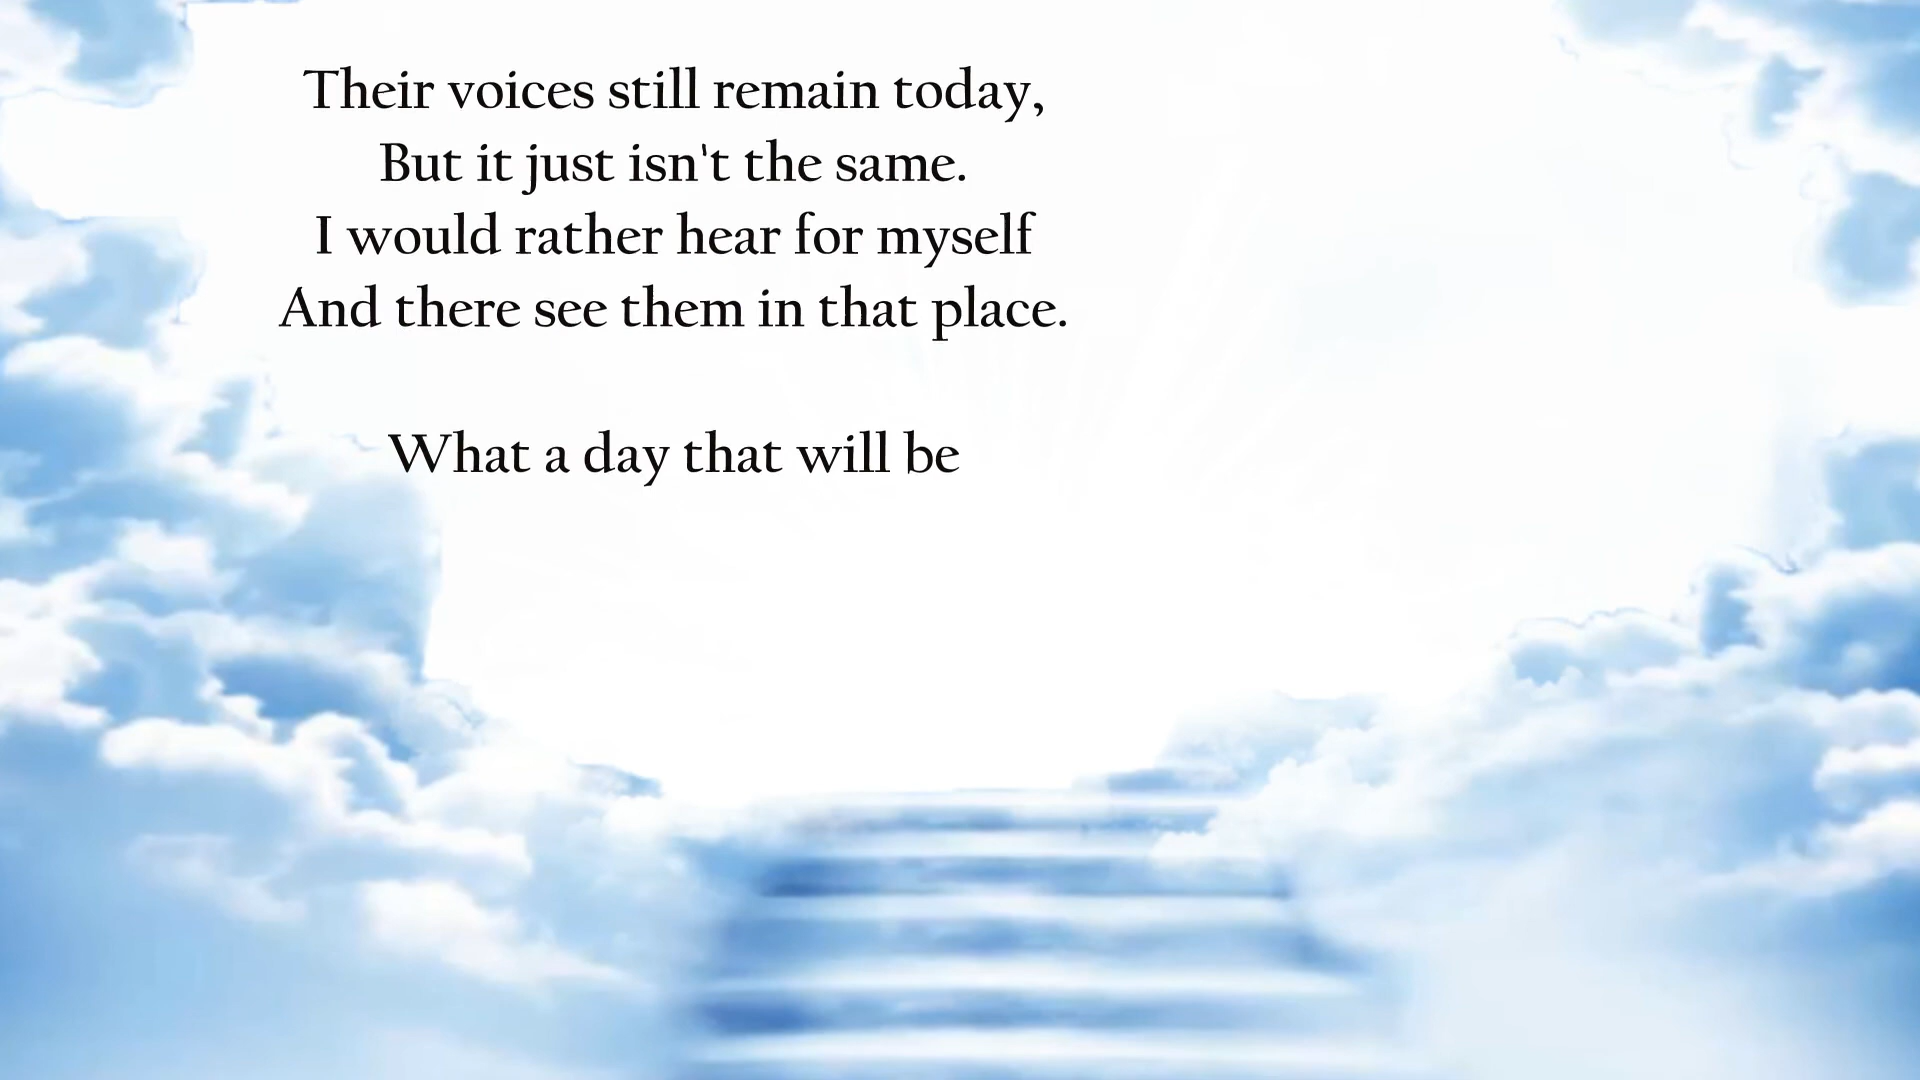 Their voices still remain today,
But it just isn't the same.
I would rather hear for myself
And there see them in that place.
What a day that will be